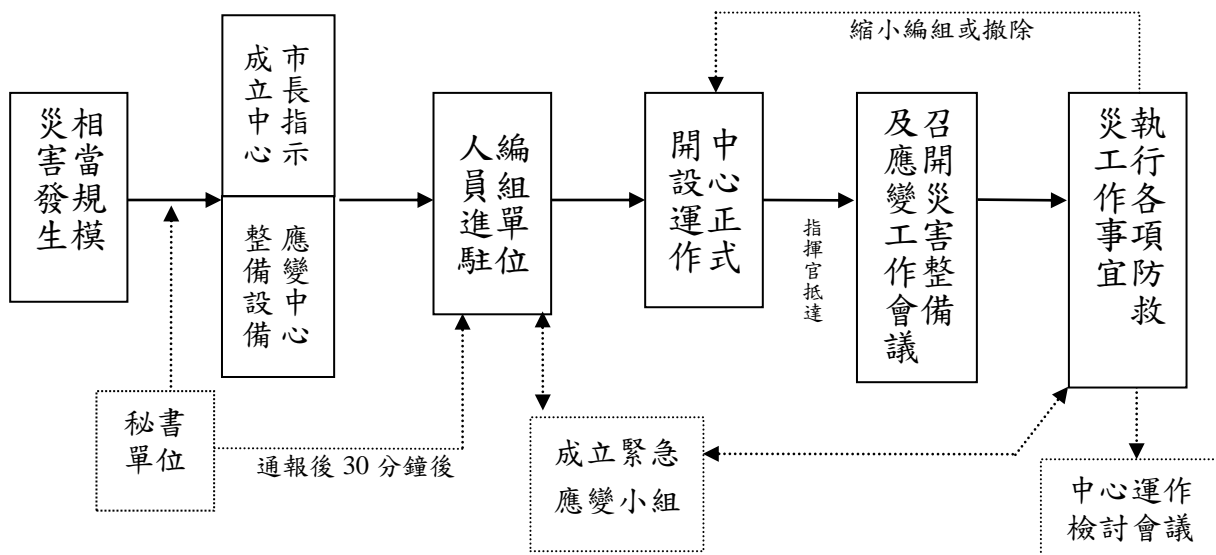 縮小編組或撤除
相當規模
災害發生
市長指示
成立中心
應變中心
整備設備
編組單位
人員進駐
中心正式
開設運作
指揮官抵達
召開災害整備
及應變工作會議
執行各項防救
災工作事宜
秘書
單位
通報後 30 分鐘後
成立緊急
應變小組
中心運作
檢討會議